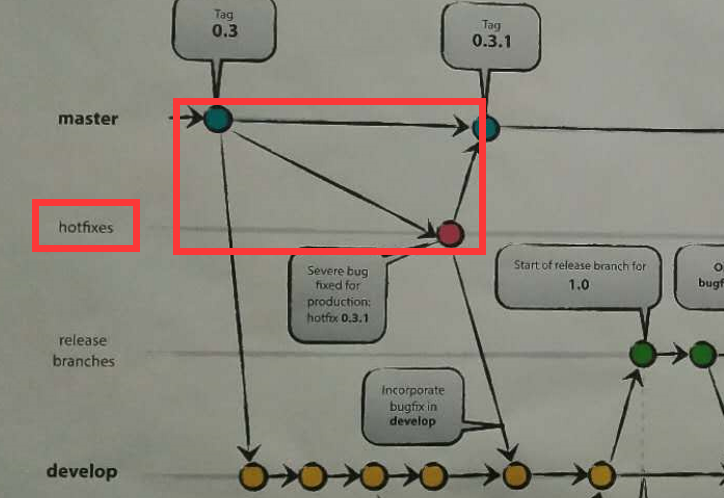 Tag
0.3
Tag
0.3.1
master
hotfixes
Severe bug
fixed for
production:
hotfix 0.3.1
Start of release branch for
1.0
release
branches
Incorporate
bugfix in
develop
develop